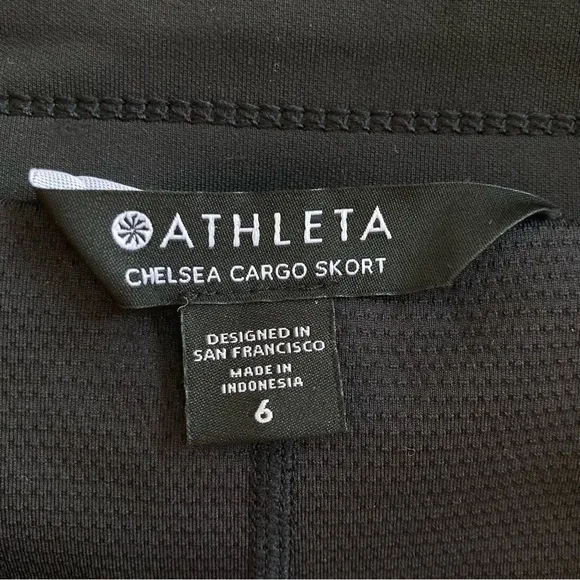 ATHLETA
CHELSEA CARGO SKORT
DESIGNED IN
SAN FRANCISCO
MADE IN
INDONESIA
6